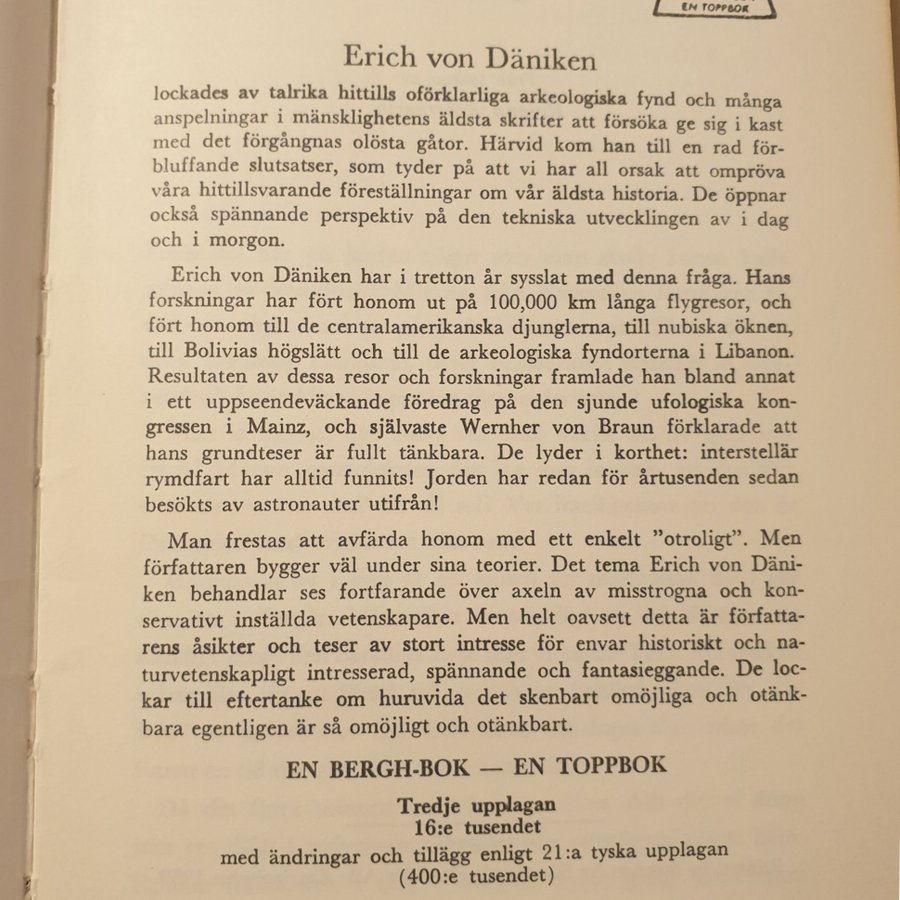 EN TOPPBOK
Erich von Däniken
lockades av talrika hittills oförklarliga arkeologiska fynd och många
anspelningar i mänsklighetens äldsta skrifter att försöka ge sig i kast
med det förgångnas olösta gåtor. Härvid kom han till en rad för-
bluffande slutsatser, som tyder på att vi har all orsak att ompröva
våra hittillsvarande föreställningar om vår äldsta historia. De öppnar
också spännande perspektiv på den tekniska utvecklingen av i dag
och i morgon.
Erich von Däniken har i tretton år sysslat med denna fråga. Hans
forskningar har fört honom ut på 100,000 km långa flygresor, och
fört honom till de centralamerikanska djunglerna, till nubiska öknen,
till Bolivias högslätt och till de arkeologiska fyndorterna i Libanon.
Resultaten av dessa resor och forskningar framlade han bland annat
i ett uppseendeväckande föredrag på den sjunde ufologiska kon-
gressen i Mainz, och självaste Wernher von Braun förklarade att
hans grundteser är fullt tänkbara. De lyder i korthet: interstellär
rymdfart har alltid funnits! Jorden har redan för årtusenden sedan
besökts av astronauter utifrån!
Man frestas att avfärda honom med ett enkelt ”otroligt”. Men
författaren bygger väl under sina teorier. Det tema Erich von Däni-
ken behandlar ses fortfarande över axeln av misstrogna och kon-
servativt inställda vetenskapare. Men helt oavsett detta är författa-
rens åsikter och teser av stort intresse för envar historiskt och na-
turvetenskapligt intresserad, spännande och fantasieggande. De loc-
kar till eftertanke om huruvida det skenbart omöjliga och otänk-
bara egentligen är så omöjligt och otänkbart.
EN BERGH-BOK — EN TOPPBOK
Tredje upplagan
16:e tusendet
med ändringar och tillägg enligt 21:a tyska upplagan
(400:e tusendet)